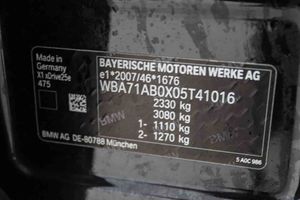 Made in
Germany
X1 xDrive25e
475
BAYERISCHE MOTOREN WERKE AG
e1*2007/46*1676
WBA71AB0X05T41016
2330 kg
3080 kg
1- 1110 kg
2- 1270 kg
BMW AG DE-80788 München
5 A0C 986